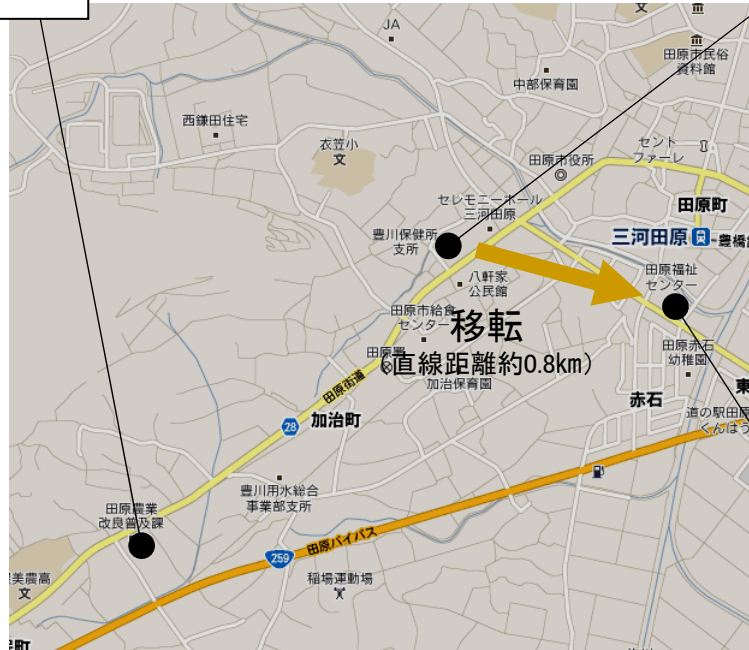 JA
文
田原市民俗
資料館
中部保育園
西鎌田住宅
衣笠小
文
セント
ファーレ
田原市役所
セレモニーホール
三河田原
田原町
豊川保健所
支所
三河田原
豊橋
田原福祉
センター
八軒家
公民館
田原市給食
センター
移転
(直線距離約0.8km)
田原署
田原赤石
幼稚園
加治保育園
田原街道
赤石
東
28
加治町
道の駅田原
くんぱう
豊川用水総合
事業部支所
田原農業
改良普及課
259
田原バイパス
美農高
文
稲場運動場
町